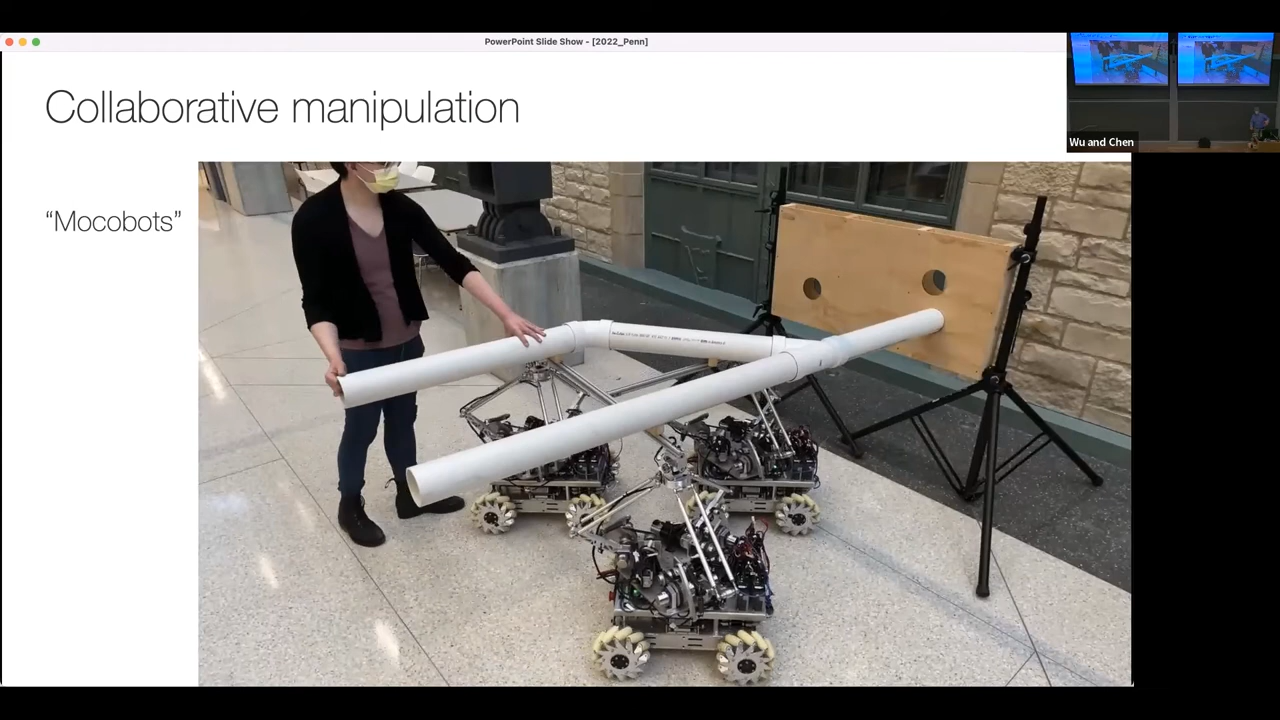 PowerPoint Slide Show - [2022_Penn]
Collaborative manipulation
Wu and Chen
“Mocobots”